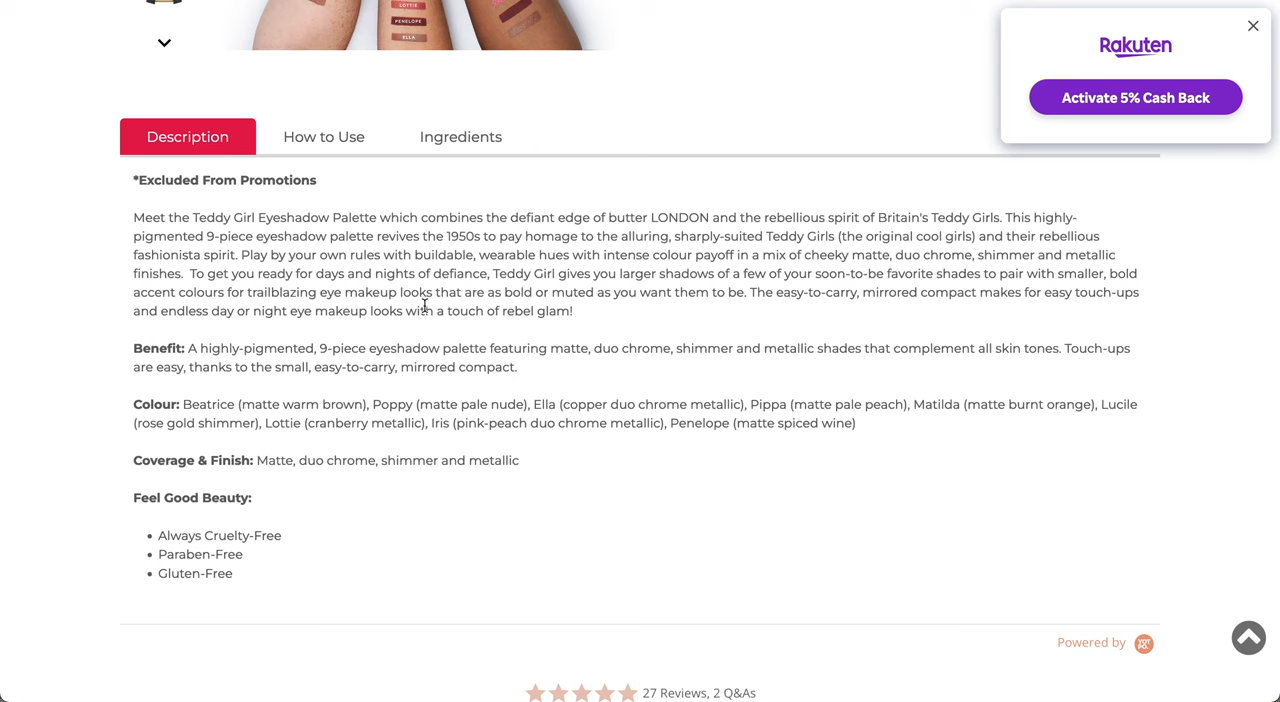 LOTTIE
PENELOPE
ELLA
Rakuten
Activate 5% Cash Back
Description
How to Use
Ingredients
*Excluded From Promotions
Meet the Teddy Girl Eyeshadow Palette which combines the defiant edge of butter LONDON and the rebellious spirit of Britain's Teddy Girls. This highly-
pigmented 9-piece eyeshadow palette revives the 1950s to pay homage to the alluring, sharply-suited Teddy Girls (the original cool girls) and their rebellious
fashionista spirit. Play by your own rules with buildable, wearable hues with intense colour payoff in a mix of cheeky matte, duo chrome, shimmer and metallic
finishes.  To get you ready for days and nights of defiance, Teddy Girl gives you larger shadows of a few of your soon-to-be favorite shades to pair with smaller, bold
accent colours for trailblazing eye makeup looks that are as bold or muted as you want them to be. The easy-to-carry, mirrored compact makes for easy touch-ups
and endless day or night eye makeup looks with a touch of rebel glam!
Benefit: A highly-pigmented, 9-piece eyeshadow palette featuring matte, duo chrome, shimmer and metallic shades that complement all skin tones. Touch-ups
are easy, thanks to the small, easy-to-carry, mirrored compact.
Colour: Beatrice (matte warm brown), Poppy (matte pale nude), Ella (copper duo chrome metallic), Pippa (matte pale peach), Matilda (matte burnt orange), Lucile
(rose gold shimmer), Lottie (cranberry metallic), Iris (pink-peach duo chrome metallic), Penelope (matte spiced wine)
Coverage & Finish: Matte, duo chrome, shimmer and metallic
Feel Good Beauty:
• Always Cruelty-Free
• Paraben-Free
• Gluten-Free
Powered by
YOTPO.
27 Reviews, 2 Q&As